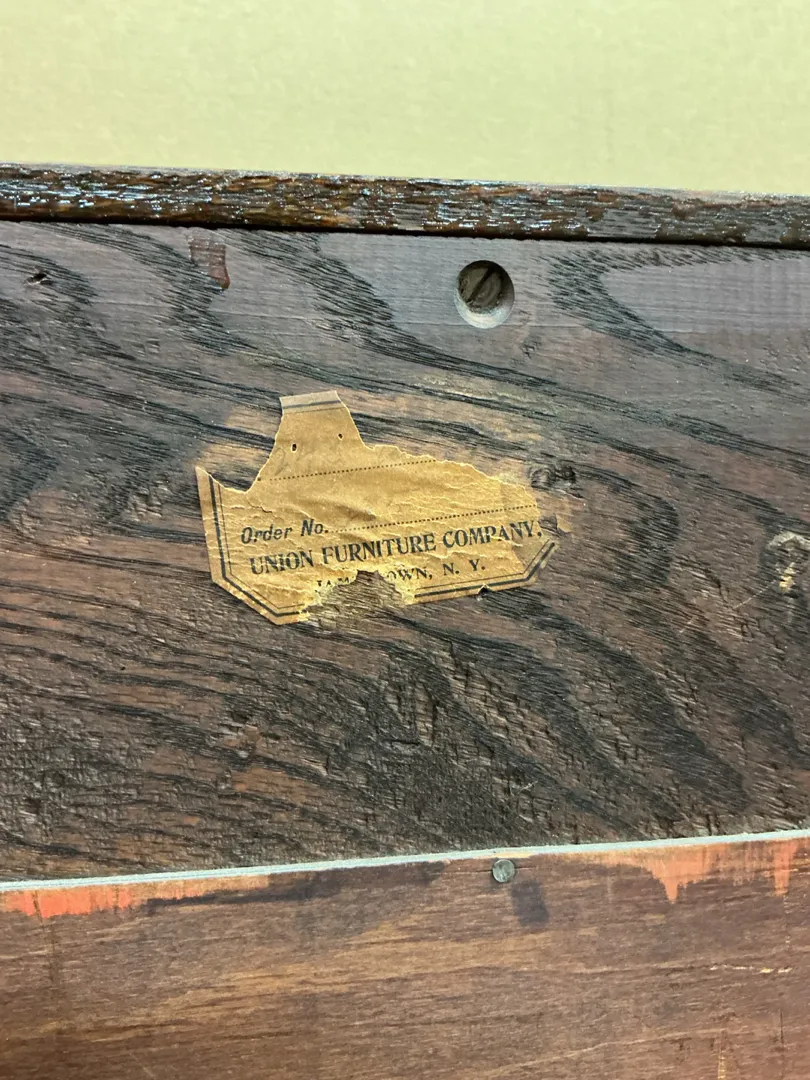 Order No.
UNION FURNITURE COMPANY,
N. Y.